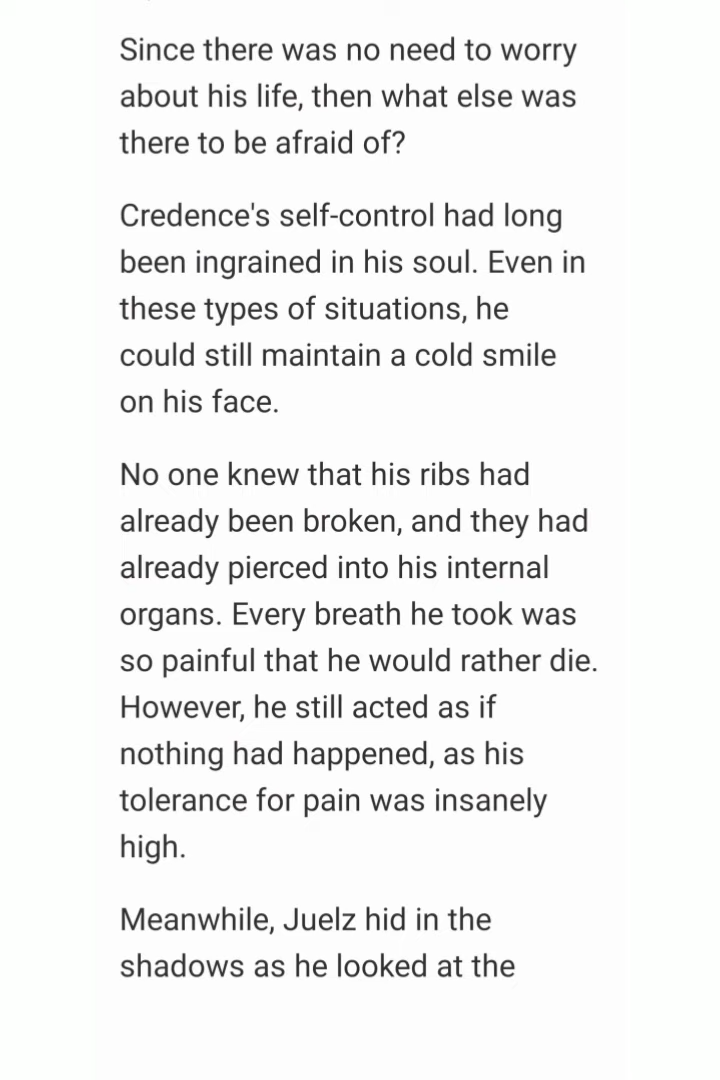 Since there was no need to worry
about his life, then what else was
there to be afraid of?
Credence's self-control had long
been ingrained in his soul. Even in
these types of situations, he
could still maintain a cold smile
on his face.
No one knew that his ribs had
already been broken, and they had
already pierced into his internal
organs. Every breath he took was
so painful that he would rather die.
However, he still acted as if
nothing had happened, as his
tolerance for pain was insanely
high.
Meanwhile, Juelz hid in the
shadows as he looked at the